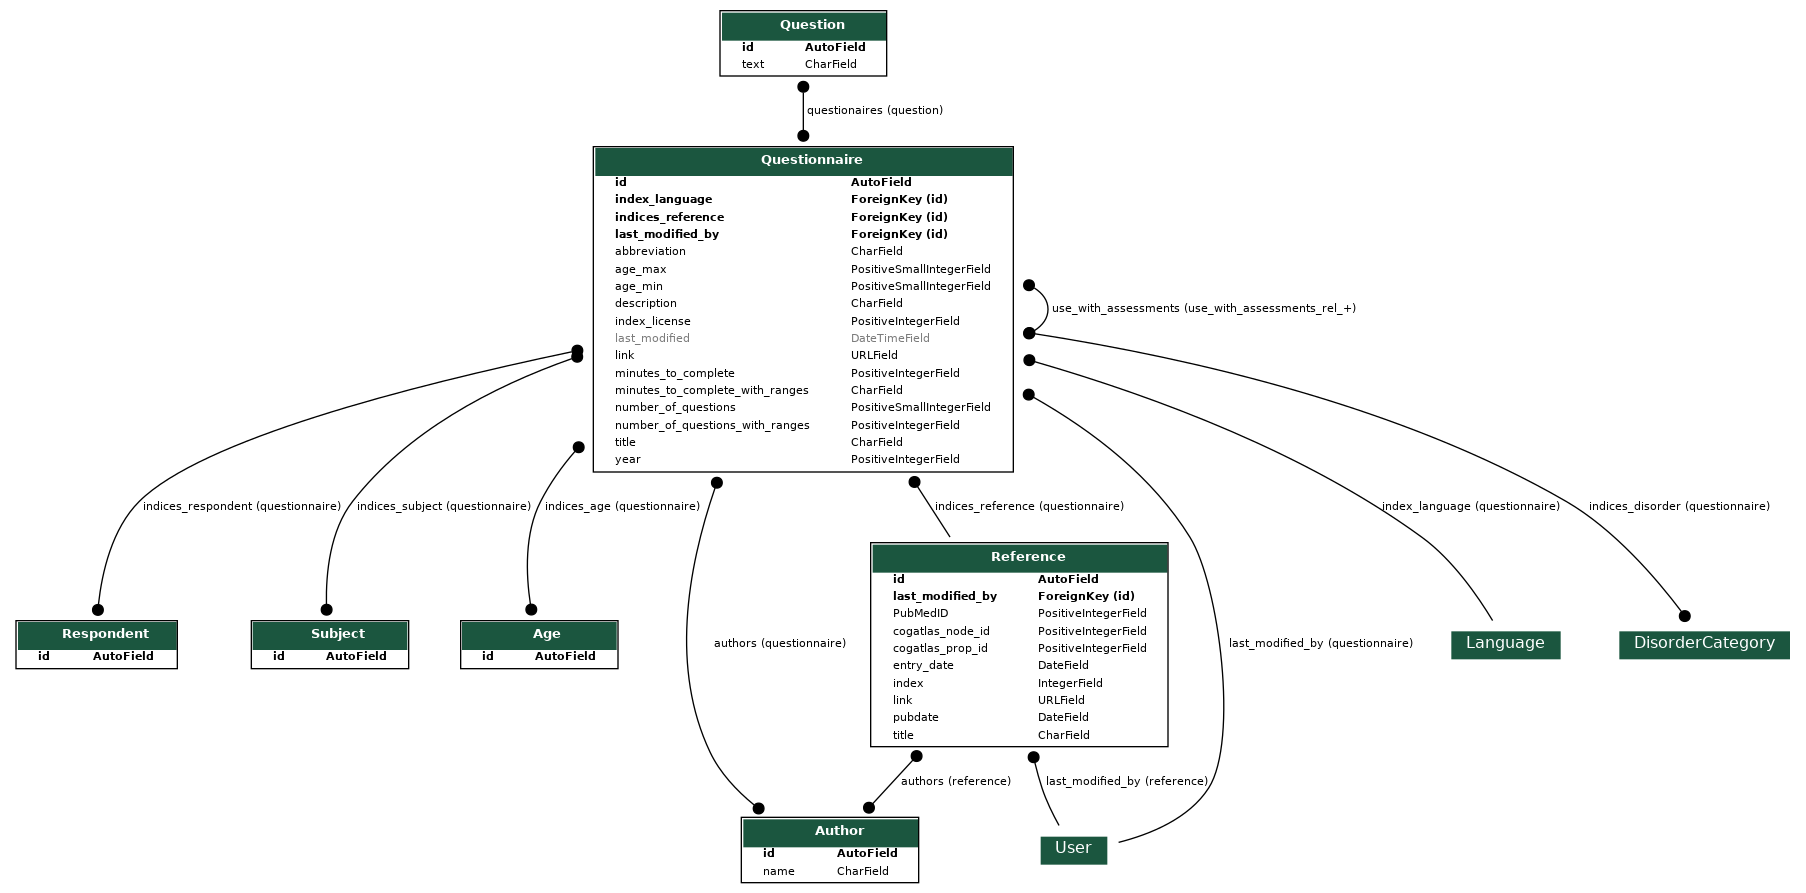 Question
id AutoField
text CharField
questionaires (question)
Questionnaire
id AutoField
index_language ForeignKey (id)
indices_reference ForeignKey (id)
last_modified_by ForeignKey (id)
abbreviation CharField
age_max PositiveSmallIntegerField
age_min PositiveSmallIntegerField
description CharField
index_license PositiveIntegerField
last_modified DateTimeField
link URLField
minutes_to_complete PositiveIntegerField
minutes_to_complete_with_ranges CharField
number_of_questions PositiveSmallIntegerField
number_of_questions_with_ranges PositiveIntegerField
title CharField
year PositiveIntegerField
use_with_assessments (use_with_assessments_rel_+)
indices_respondent (questionnaire)
indices_subject (questionnaire)
indices_age (questionnaire)
indices_reference (questionnaire)
index_language (questionnaire)
indices_disorder (questionnaire)
Respondent
id AutoField
Subject
id AutoField
Age
id AutoField
authors (questionnaire)
Reference
id AutoField
last_modified_by ForeignKey (id)
PubMedID PositiveIntegerField
cogatlas_node_id PositiveIntegerField
cogatlas_prop_id PositiveIntegerField
entry_date DateField
index IntegerField
link URLField
pubdate DateField
title CharField
last_modified_by (questionnaire)
Language
DisorderCategory
authors (reference)
last_modified_by (reference)
Author
id AutoField
name CharField
User